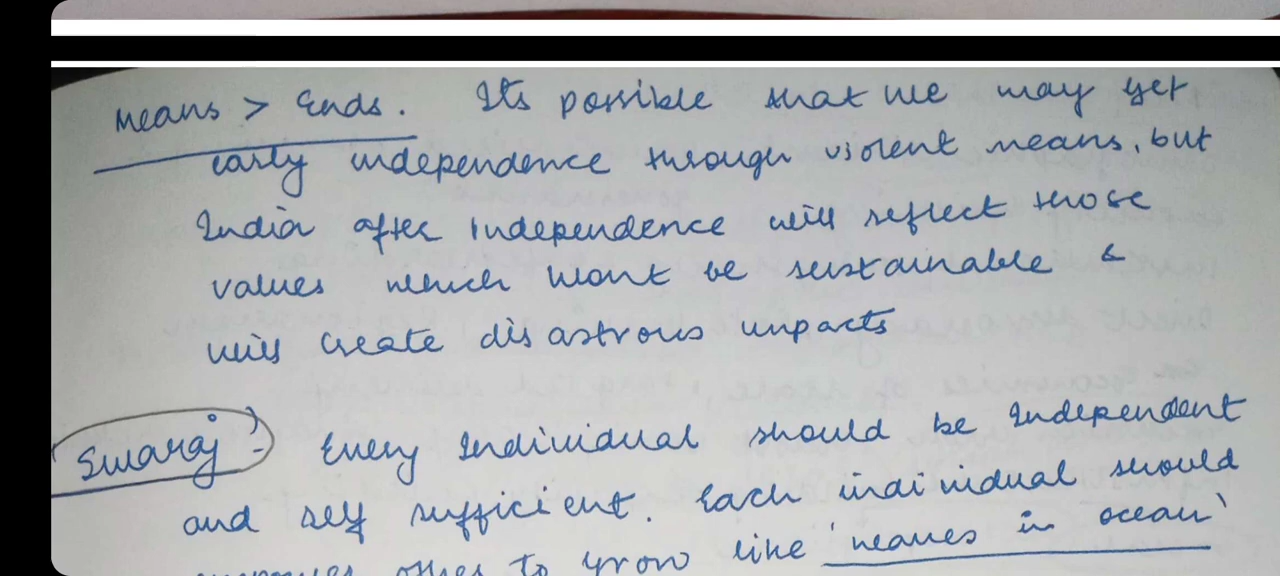 Means > Ends. Its possible that we may get
early independence through violent means, but
India after independence will reflect those
values which wont be sustainable &
will create disastrous impacts
Swaraj :- Every Individual should be Independent
and self sufficient. Each individual should
other to grow like 'weaves in ocean'